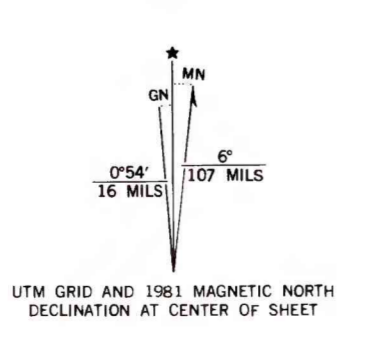 ★
MN
GN
0°54′
16 MILS
6°
107 MILS
UTM GRID AND 1981 MAGNETIC NORTH
DECLINATION AT CENTER OF SHEET